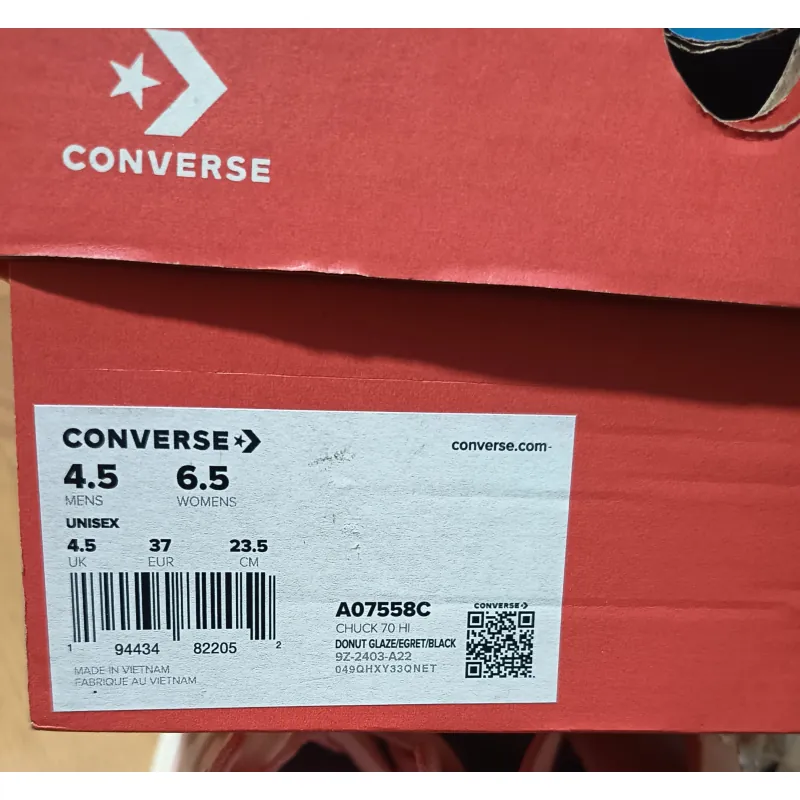 CONVERSE
CONVERSE
converse.com
4.5 6.5
MENS WOMENS
UNISEX
4.5 37 23.5
UK EUR CM
1 94434 82205 2
MADE IN VIETNAM
FABRIQUE AU VIETNAM
A07558C
CHUCK 70 HI
DONUT GLAZE/EGRET/BLACK
9Z-2403-A22
049QHXY33QNET
CONVERSE